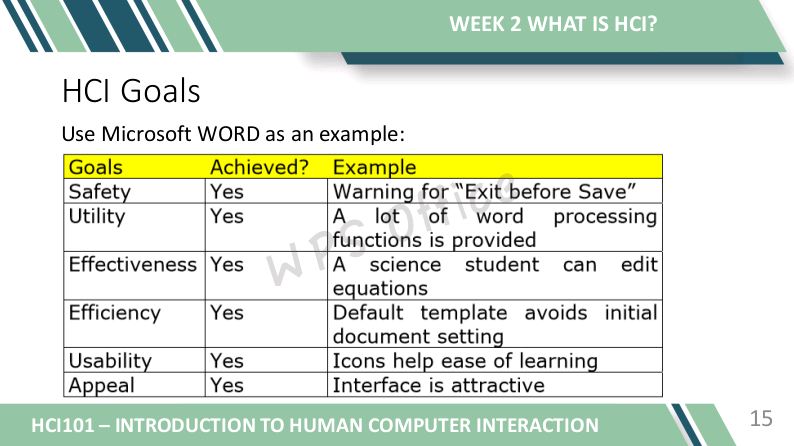 WEEK 2 WHAT IS HCI?
HCI Goals
Use Microsoft WORD as an example:
Goals Achieved? Example
Safety Yes Warning for “Exit before Save”
Utility Yes A lot of word processing
functions is provided
Effectiveness Yes A science student can edit
equations
Efficiency Yes Default template avoids initial
document setting
Usability Yes Icons help ease of learning
Appeal Yes Interface is attractive
WPS Office
HCI101 – INTRODUCTION TO HUMAN COMPUTER INTERACTION
15